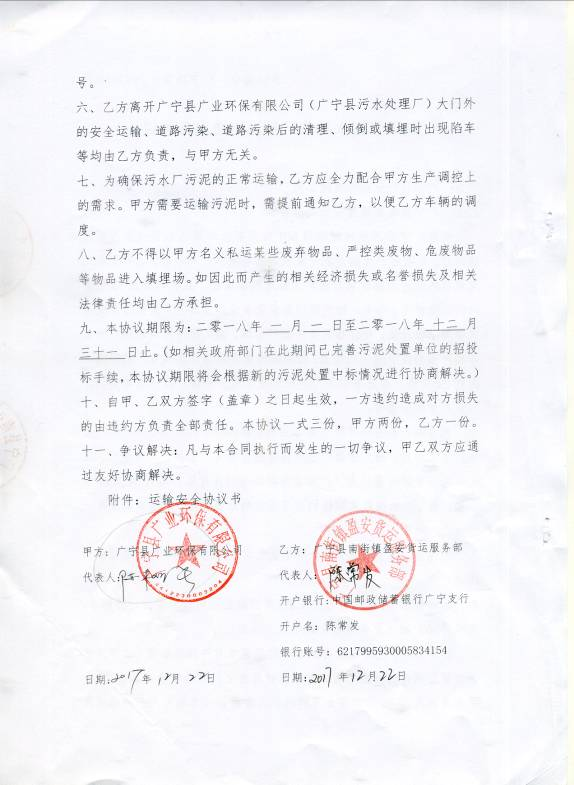 号。
六、乙方离开广宁县广业环保有限公司（广宁县污水处理厂）大门外
的安全运输、道路污染、道路污染后的清理、倾倒或填埋时出现陷车
等均由乙方负责，与甲方无关。
七、为确保污水厂污泥的正常运输，乙方应全力配合甲方生产调控上
的需求。甲方需要运输污泥时，需提前通知乙方，以便乙方车辆的调
度。
八、乙方不得以甲方名义私运某些废弃物品、严控类废物、危废物品
等物品进入填埋场。如因此而产生的相关经济损失或名誉损失及相关
法律责任均由乙方承担。
九、本协议期限为：二零一八年 一 月 一 日至二零一八年 十二 月
三十一 日止。（如相关政府部门在此期间已完善污泥处置单位的招投
标手续，本协议期限将会根据新的污泥处置中标情况进行协商解决。）
十、自甲、乙双方签字（盖章）之日起生效，一方违约造成对方损失
的由违约方负责全部责任。本协议一式三份，甲方两份，乙方一份。
十一、争议解决：凡与本合同执行而发生的一切争议，甲乙双方应通
过友好协商解决。
附件：运输安全协议书
甲方：广宁县广业环保有限公司
代表人：
日期：2017年12月22日
乙方：广宁县南街镇盈安货运服务部
代表人：陈常发
开户银行：中国邮政储蓄银行广宁支行
开户名：陈常发
银行账号：6217995930005834154
日期：2017年12月22日
广宁县广业环保有限公司
县南街镇盈安货运服务部